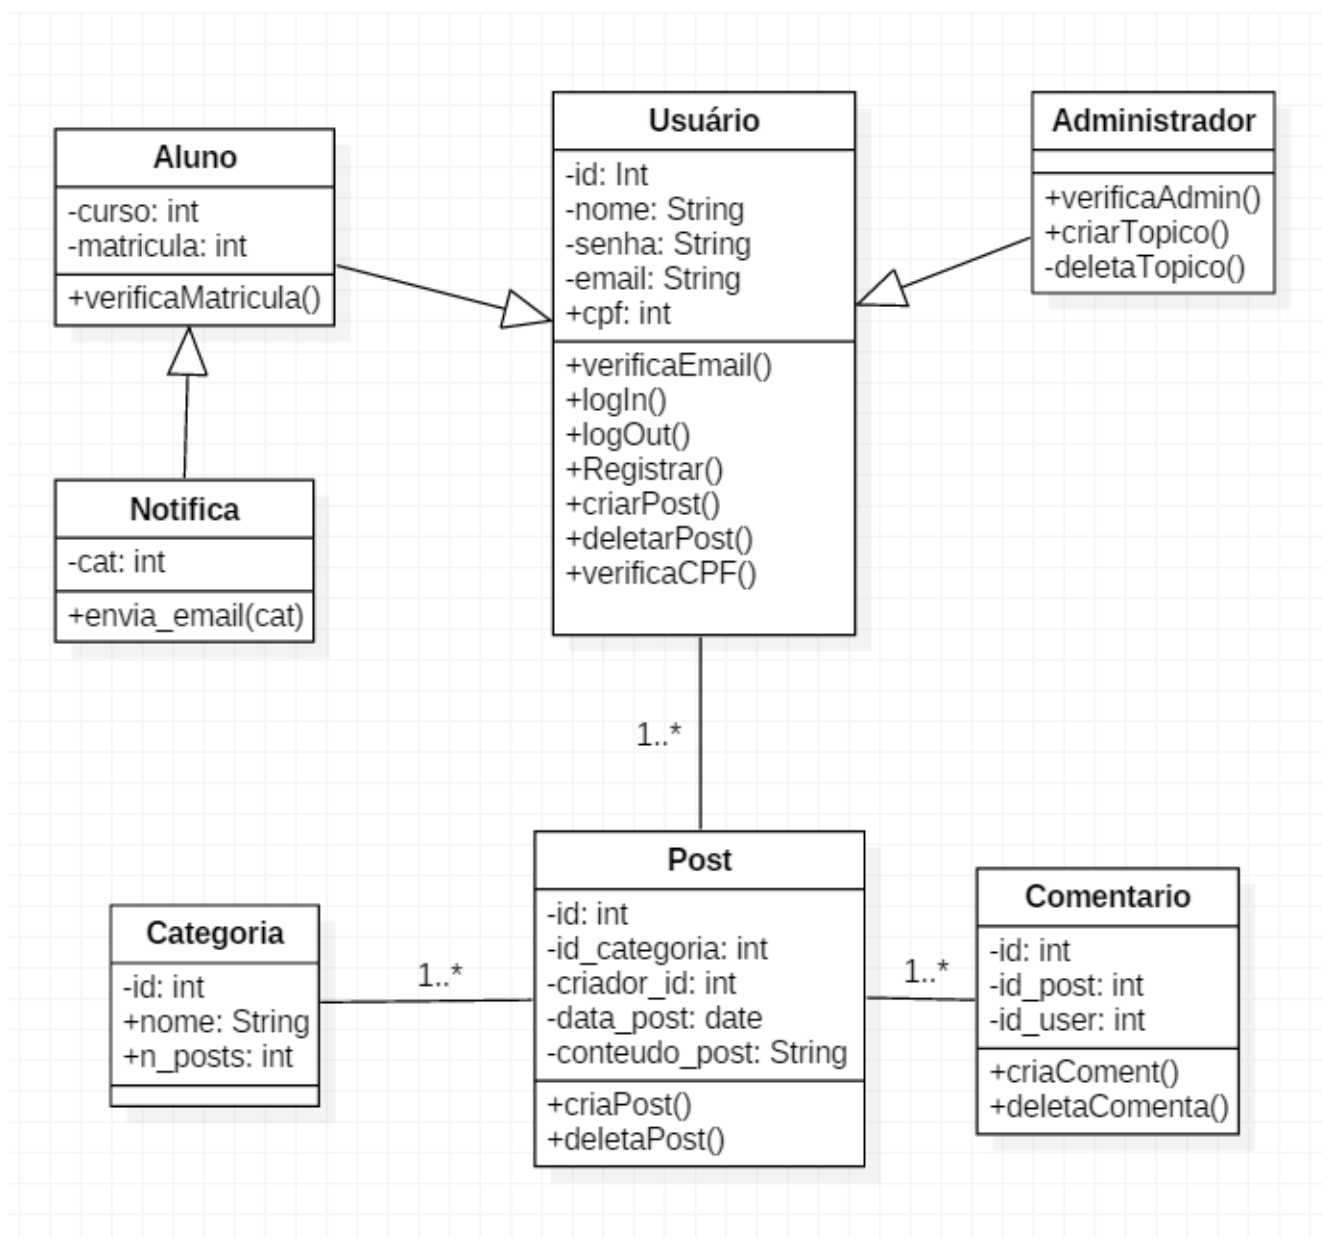 Aluno
-curso: int
-matricula: int
+verificaMatricula()
Usuário
-id: Int
-nome: String
-senha: String
-email: String
+cpf: int
+verificaEmail()
+logIn()
+logOut()
+Registrar()
+criarPost()
+deletarPost()
+verificaCPF()
Administrador
+verificaAdmin()
+criarTopico()
-deletaTopico()
Notifica
-cat: int
+envia_email(cat)
1..*
Categoria
-id: int
+nome: String
+n_posts: int
1..*
Post
-id: int
-id_categoria: int
-criador_id: int
-data_post: date
-conteudo_post: String
+criaPost()
+deletaPost()
1..*
Comentario
-id: int
-id_post: int
-id_user: int
+criaComent()
+deletaComenta()